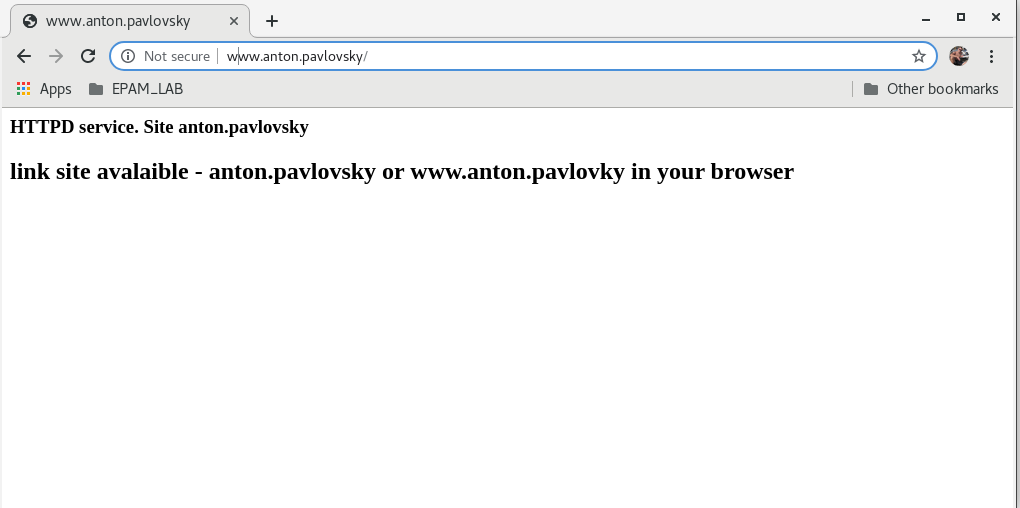 www.anton.pavlovsky
Not secure www.anton.pavlovsky/
Apps EPAM_LAB Other bookmarks
HTTPD service. Site anton.pavlovsky
link site avalaible - anton.pavlovsky or www.anton.pavlovky in your browser